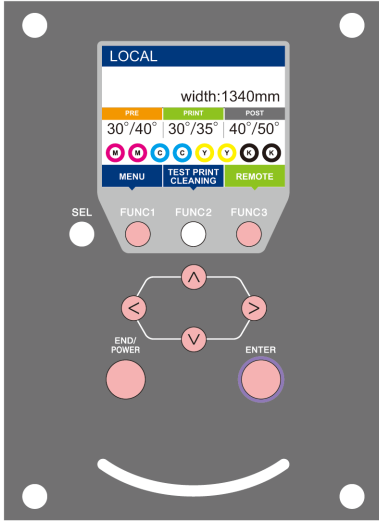 LOCAL
width:1340mm
PRE PRINT POST
30°/40° 30°/35° 40°/50°
M M C C Y Y K K
MENU TEST PRINT CLEANING REMOTE
SEL FUNC1 FUNC2 FUNC3
END/
POWER
ENTER